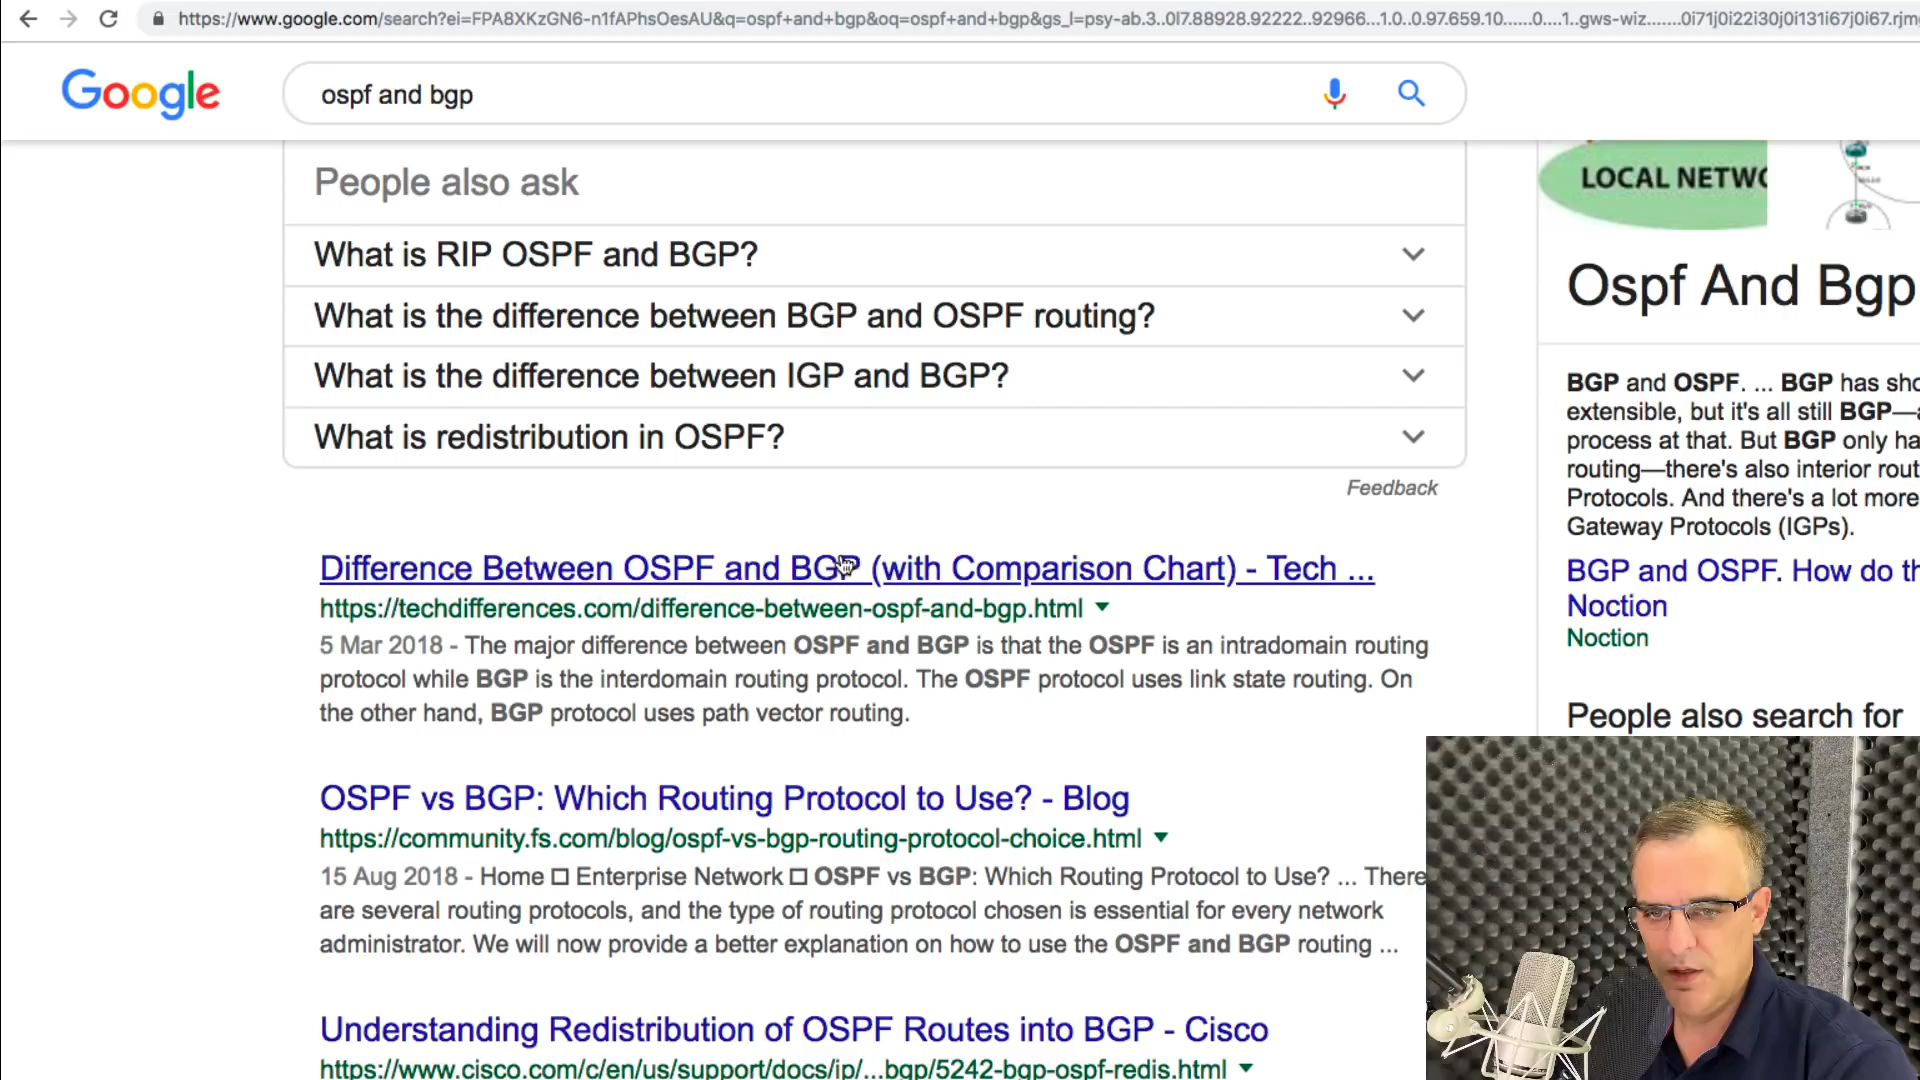 https://www.google.com/search?ei=FPA8XKzGN6-n1fAPhsOesAU&q=ospf+and+bgp&oq=ospf+and+bgp&gs_l=psy-ab.3..0l7.88928.92222..92966...1.0..0.97.659.10......0....1..gws-wiz.......0i71j0i22i30j0i131i67j0i67.rjm
Google
ospf and bgp
People also ask
What is RIP OSPF and BGP?
What is the difference between BGP and OSPF routing?
What is the difference between IGP and BGP?
What is redistribution in OSPF?
Feedback
Difference Between OSPF and BGP (with Comparison Chart) - Tech ...
https://techdifferences.com/difference-between-ospf-and-bgp.html
5 Mar 2018 - The major difference between OSPF and BGP is that the OSPF is an intradomain routing
protocol while BGP is the interdomain routing protocol. The OSPF protocol uses link state routing. On
the other hand, BGP protocol uses path vector routing.
OSPF vs BGP: Which Routing Protocol to Use? - Blog
https://community.fs.com/blog/ospf-vs-bgp-routing-protocol-choice.html
15 Aug 2018 - Home □ Enterprise Network □ OSPF vs BGP: Which Routing Protocol to Use? ... There
are several routing protocols, and the type of routing protocol chosen is essential for every network
administrator. We will now provide a better explanation on how to use the OSPF and BGP routing ...
Understanding Redistribution of OSPF Routes into BGP - Cisco
https://www.cisco.com/c/en/us/support/docs/ip/...bgp/5242-bgp-ospf-redis.html
LOCAL NETWO
Ospf And Bgp
BGP and OSPF. ... BGP has sho
extensible, but it's all still BGP—a
process at that. But BGP only ha
routing—there's also interior rout
Protocols. And there's a lot more
Gateway Protocols (IGPs).
BGP and OSPF. How do th
Noction
Noction
People also search for